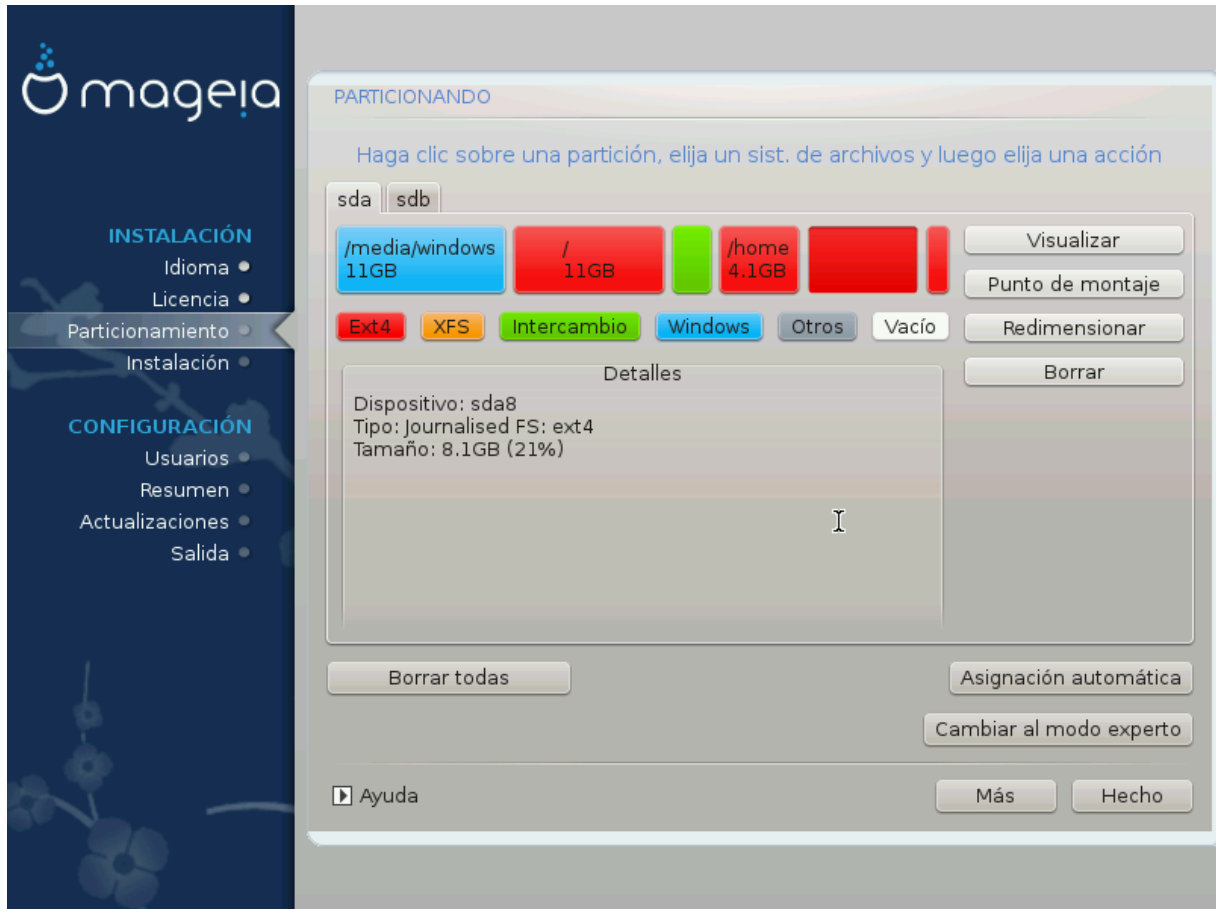 mageia
INSTALACIÓN
Idioma
Licencia
Particionamiento
Instalación
CONFIGURACIÓN
Usuarios
Resumen
Actualizaciones
Salida
PARTICIONANDO
Haga clic sobre una partición, elija un sist. de archivos y luego elija una acción
sda sdb
/media/windows
11GB
/
11GB
/home
4.1GB
Ext4 XFS Intercambio Windows Otros Vacío
Visualizar
Punto de montaje
Redimensionar
Borrar
Detalles
Dispositivo: sda8
Tipo: Journalised FS: ext4
Tamaño: 8.1GB (21%)
Borrar todas
Asignación automática
Cambiar al modo experto
Ayuda
Más
Hecho